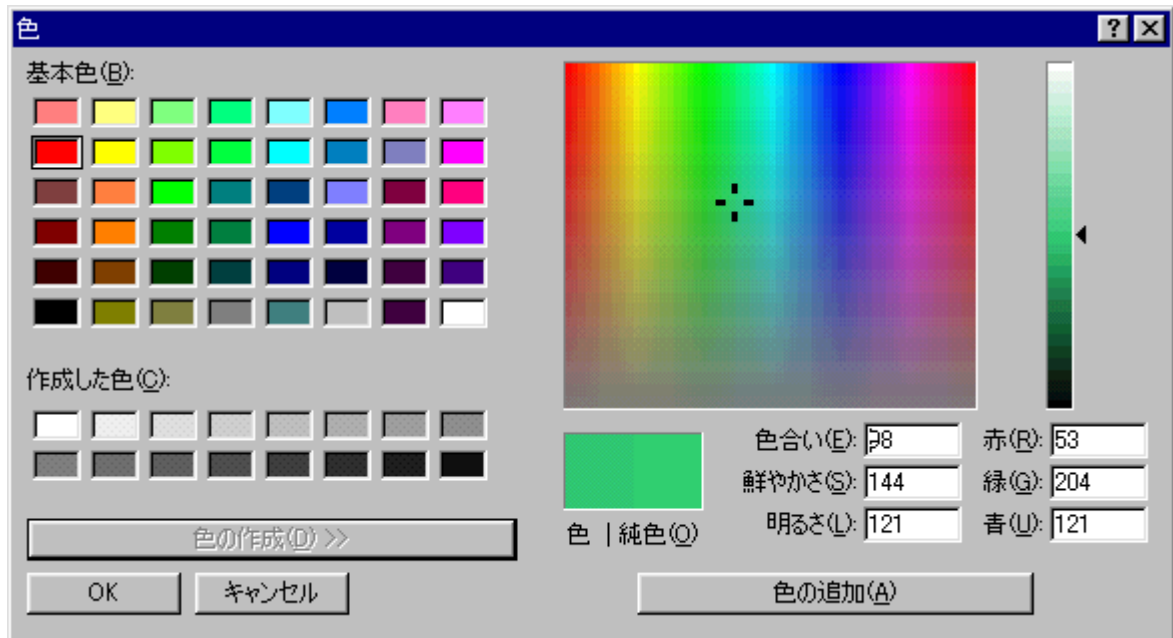 色
基本色(B):
作成した色(C):
色の作成(D) >>
OK キャンセル
色 | 純色(O)
色合い(E): 98 赤(R): 53
鮮やかさ(S): 144 緑(G): 204
明るさ(L): 121 青(U): 121
色の追加(A)